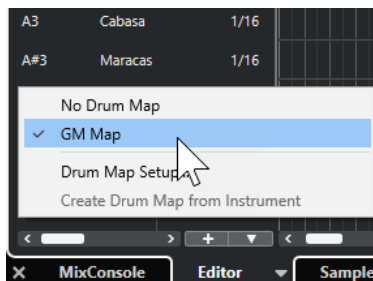 A3 Cabasa 1/16
A#3 Maracas 1/16
No Drum Map
GM Map
Drum Map Setup
Create Drum Map from Instrument
MixConsole Editor Sample